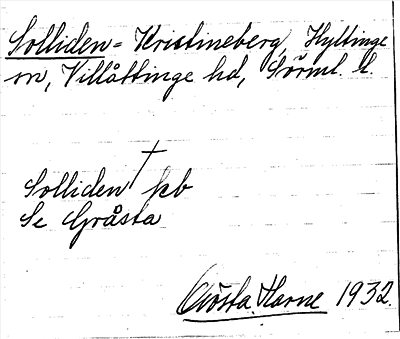 Solliden = Kristineberg, Hyltinge
sn, Villåttinge hd, Sörml. l.
†
Solliden kb
Se Gråsta
Gösta Harne 1932.